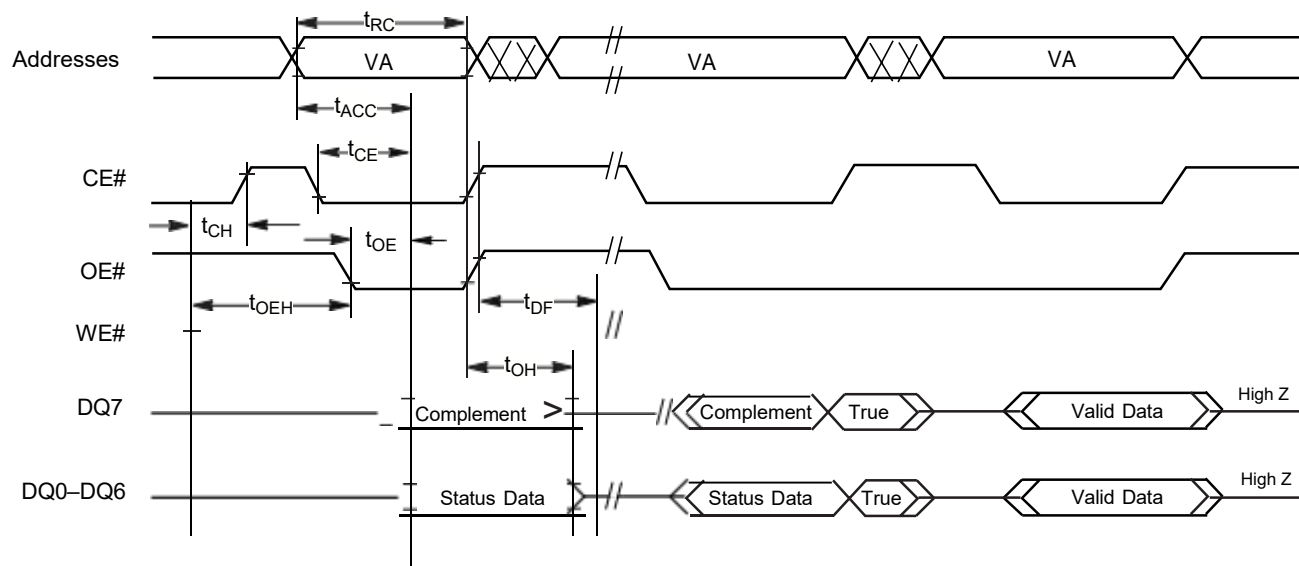 tRC
Addresses VA VA VA
tACC
tCE
CE#
tCH
tOE
OE#
tOEH
tDF
WE#
tOH
DQ7 Complement Complement True Valid Data High Z
DQ0–DQ6 Status Data Status Data True Valid Data High Z